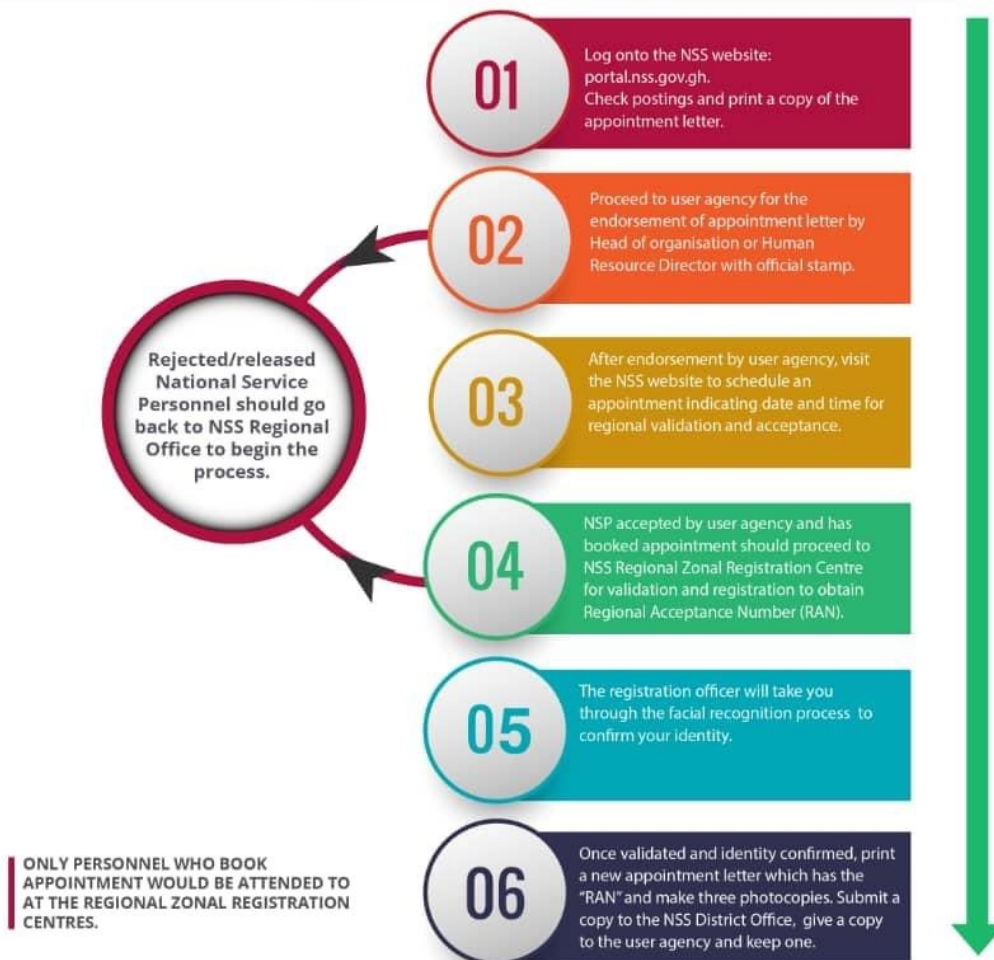 01
Log onto the NSS website:
portal.nss.gov.gh.
Check postings and print a copy of the
appointment letter.
02
Proceed to user agency for the
endorsement of appointment letter by
Head of organisation or Human
Resource Director with official stamp.
Rejected/released
National Service
Personnel should go
back to NSS Regional
Office to begin the
process.
03
After endorsement by user agency, visit
the NSS website to schedule an
appointment indicating date and time for
regional validation and acceptance.
04
NSP accepted by user agency and has
booked appointment should proceed to
NSS Regional Zonal Registration Centre
for validation and registration to obtain
Regional Acceptance Number (RAN).
05
The registration officer will take you
through the facial recognition process to
confirm your identity.
06
Once validated and identity confirmed, print
a new appointment letter which has the
"RAN" and make three photocopies. Submit a
copy to the NSS District Office, give a copy
to the user agency and keep one.
ONLY PERSONNEL WHO BOOK
APPOINTMENT WOULD BE ATTENDED TO
AT THE REGIONAL ZONAL REGISTRATION
CENTRES.